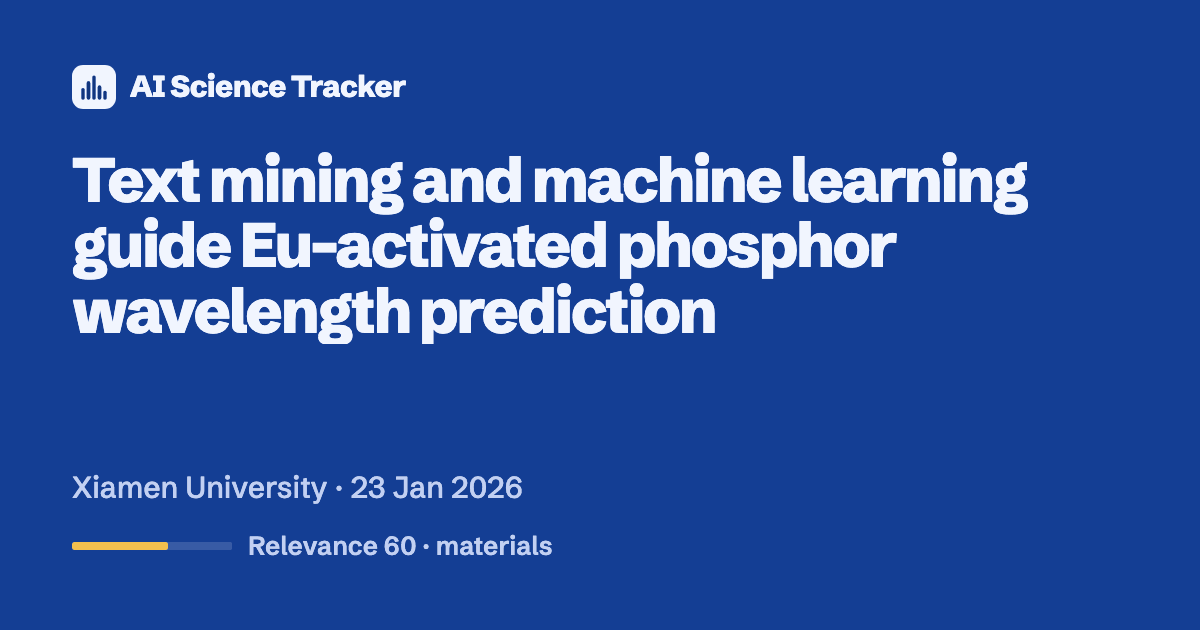 AI Science Tracker
Text mining and machine learning
guide Eu-activated phosphor
wavelength prediction
Xiamen University · 23 Jan 2026
Relevance 60 · materials